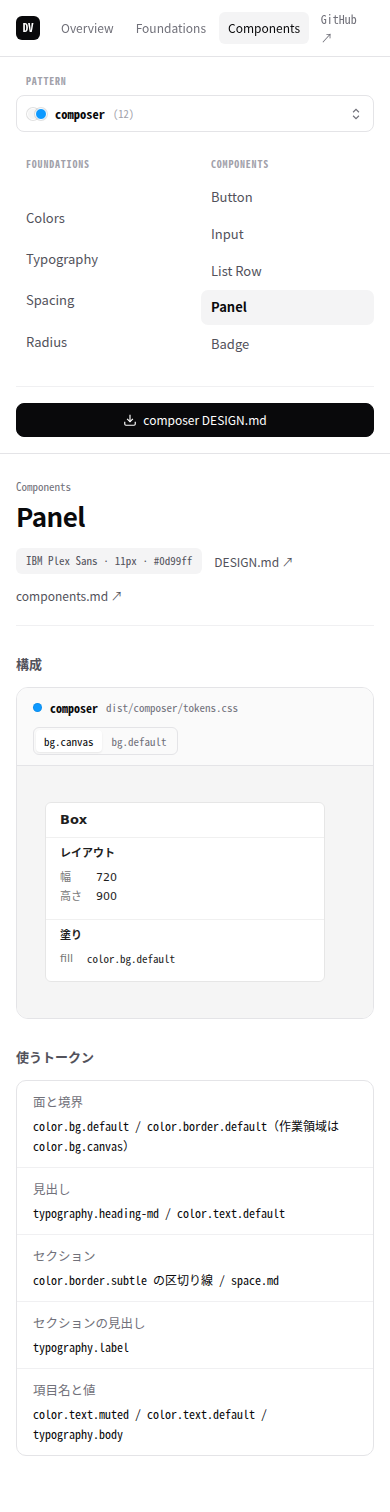 DV Overview Foundations Components GitHub ↗
PATTERN
composer (12)
FOUNDATIONS
Colors
Typography
Spacing
Radius
COMPONENTS
Button
Input
List Row
Panel
Badge
composer DESIGN.md
Components
Panel
IBM Plex Sans · 11px · #0d99ff DESIGN.md ↗
components.md ↗
構成
composer dist/composer/tokens.css
bg.canvas bg.default
Box
レイアウト
幅 720
高さ 900
塗り
fill color.bg.default
使うトークン
面と境界
color.bg.default / color.border.default（作業領域は
color.bg.canvas）
見出し
typography.heading-md / color.text.default
セクション
color.border.subtle の区切り線 / space.md
セクションの見出し
typography.label
項目名と値
color.text.muted / color.text.default /
typography.body